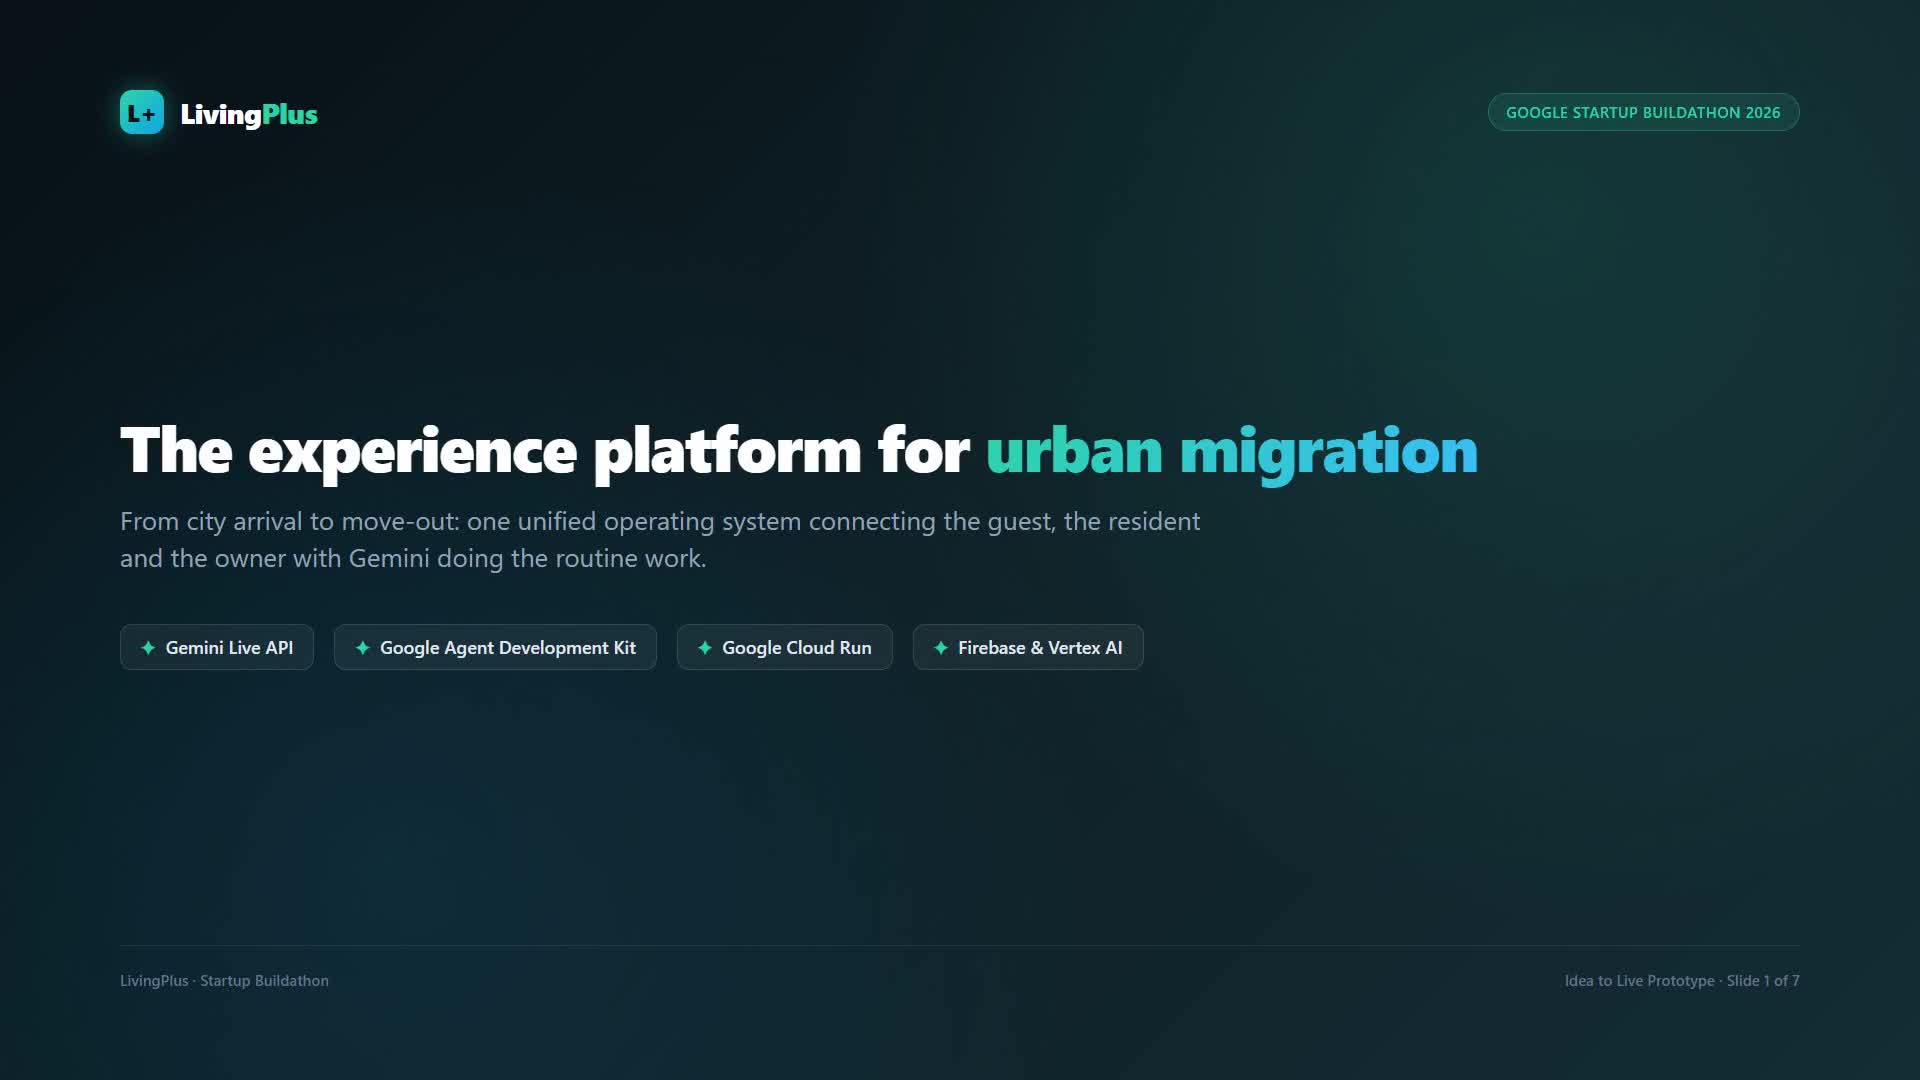 L+ LivingPlus
GOOGLE STARTUP BUILDATHON 2026
The experience platform for urban migration
From city arrival to move-out: one unified operating system connecting the guest, the resident
and the owner with Gemini doing the routine work.
Gemini Live API
Google Agent Development Kit
Google Cloud Run
Firebase & Vertex AI
LivingPlus · Startup Buildathon
Idea to Live Prototype · Slide 1 of 7